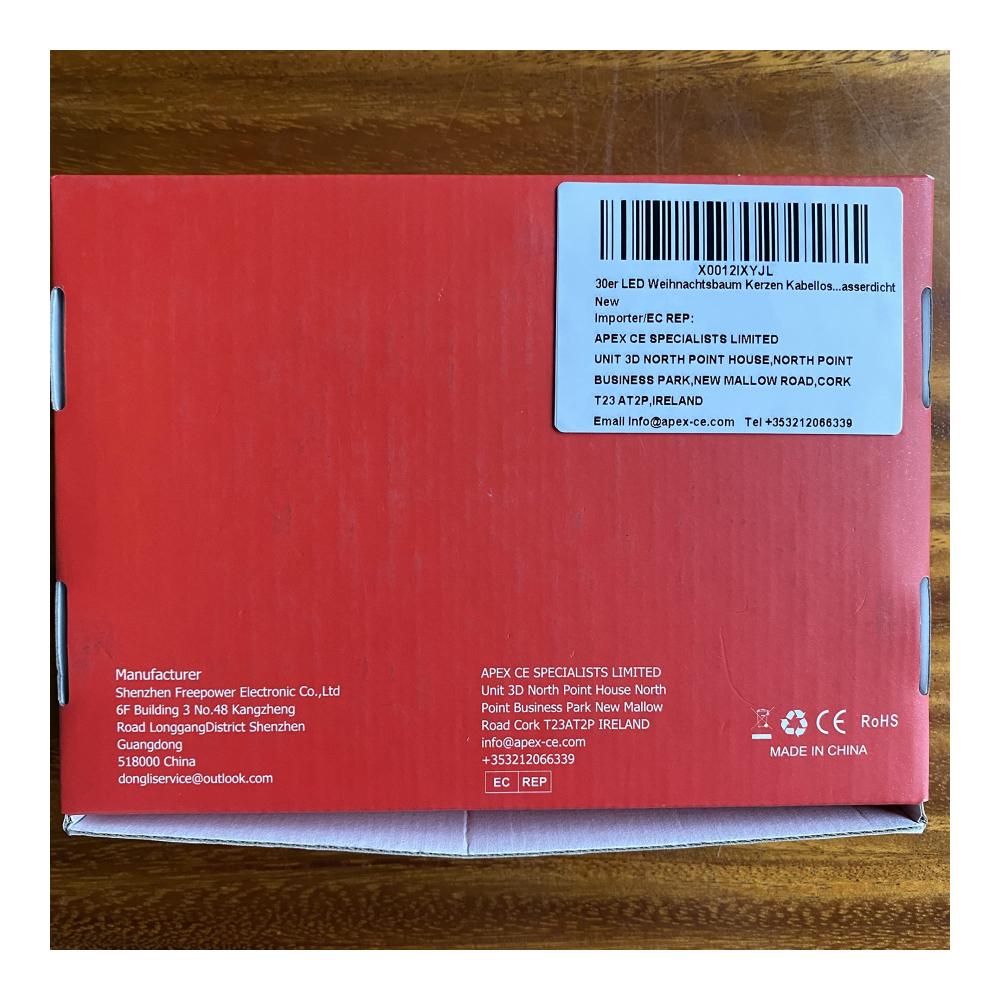 X0012IXYJL
30er LED Weihnachtsbaum Kerzen Kabellos...asserdicht
New
Importer/EC REP:
APEX CE SPECIALISTS LIMITED
UNIT 3D NORTH POINT HOUSE,NORTH POINT
BUSINESS PARK,NEW MALLOW ROAD,CORK
T23 AT2P,IRELAND
Email Info@apex-ce.com Tel +353212066339
Manufacturer
Shenzhen Freepower Electronic Co.,Ltd
6F Building 3 No.48 Kangzheng
Road LonggangDistrict Shenzhen
Guangdong
518000 China
dongliservice@outlook.com
APEX CE SPECIALISTS LIMITED
Unit 3D North Point House North
Point Business Park New Mallow
Road Cork T23AT2P IRELAND
info@apex-ce.com
+353212066339
EC REP
CE RoHS
MADE IN CHINA